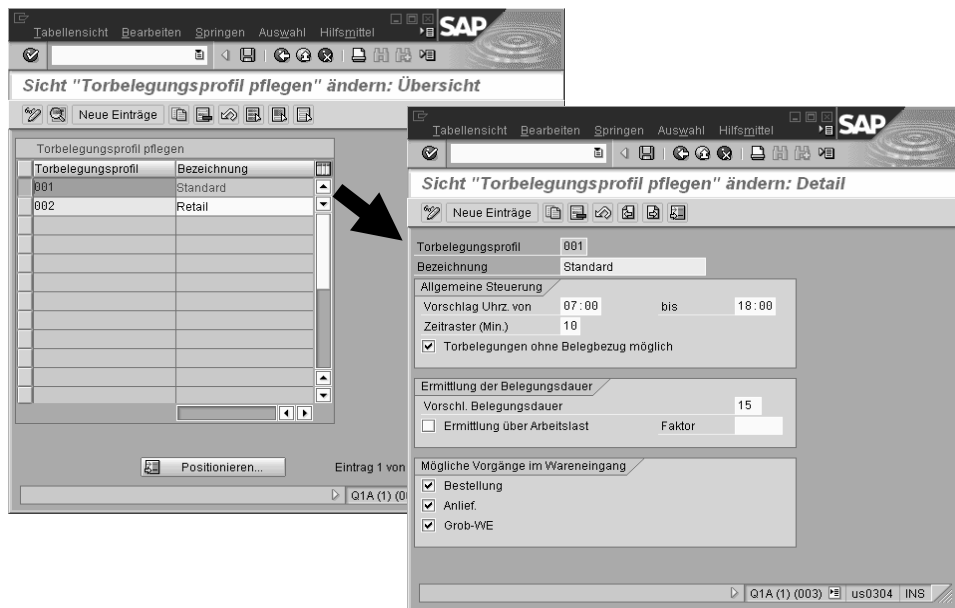 Tabellensicht Bearbeiten Springen Auswahl Hilfsmittel SAP
Sicht "Torbelegungsprofil pflegen" ändern: Übersicht
Neue Einträge
Torbelegungsprofil pflegen
Torbelegungsprofil Bezeichnung
001 Standard
002 Retail
Positionieren... Eintrag 1 von
Q1A (1) (00
Tabellensicht Bearbeiten Springen Auswahl Hilfsmittel SAP
Sicht "Torbelegungsprofil pflegen" ändern: Detail
Neue Einträge
Torbelegungsprofil 001
Bezeichnung Standard
Allgemeine Steuerung
Vorschlag Uhrz. von 07:00 bis 18:00
Zeitraster (Min.) 10
Torbelegungen ohne Belegbezug möglich
Ermittlung der Belegungsdauer
Vorschl. Belegungsdauer 15
Ermittlung über Arbeitslast Faktor
Mögliche Vorgänge im Wareneingang
Bestellung
Anlief.
Grob-WE
Q1A (1) (003) us0304 INS